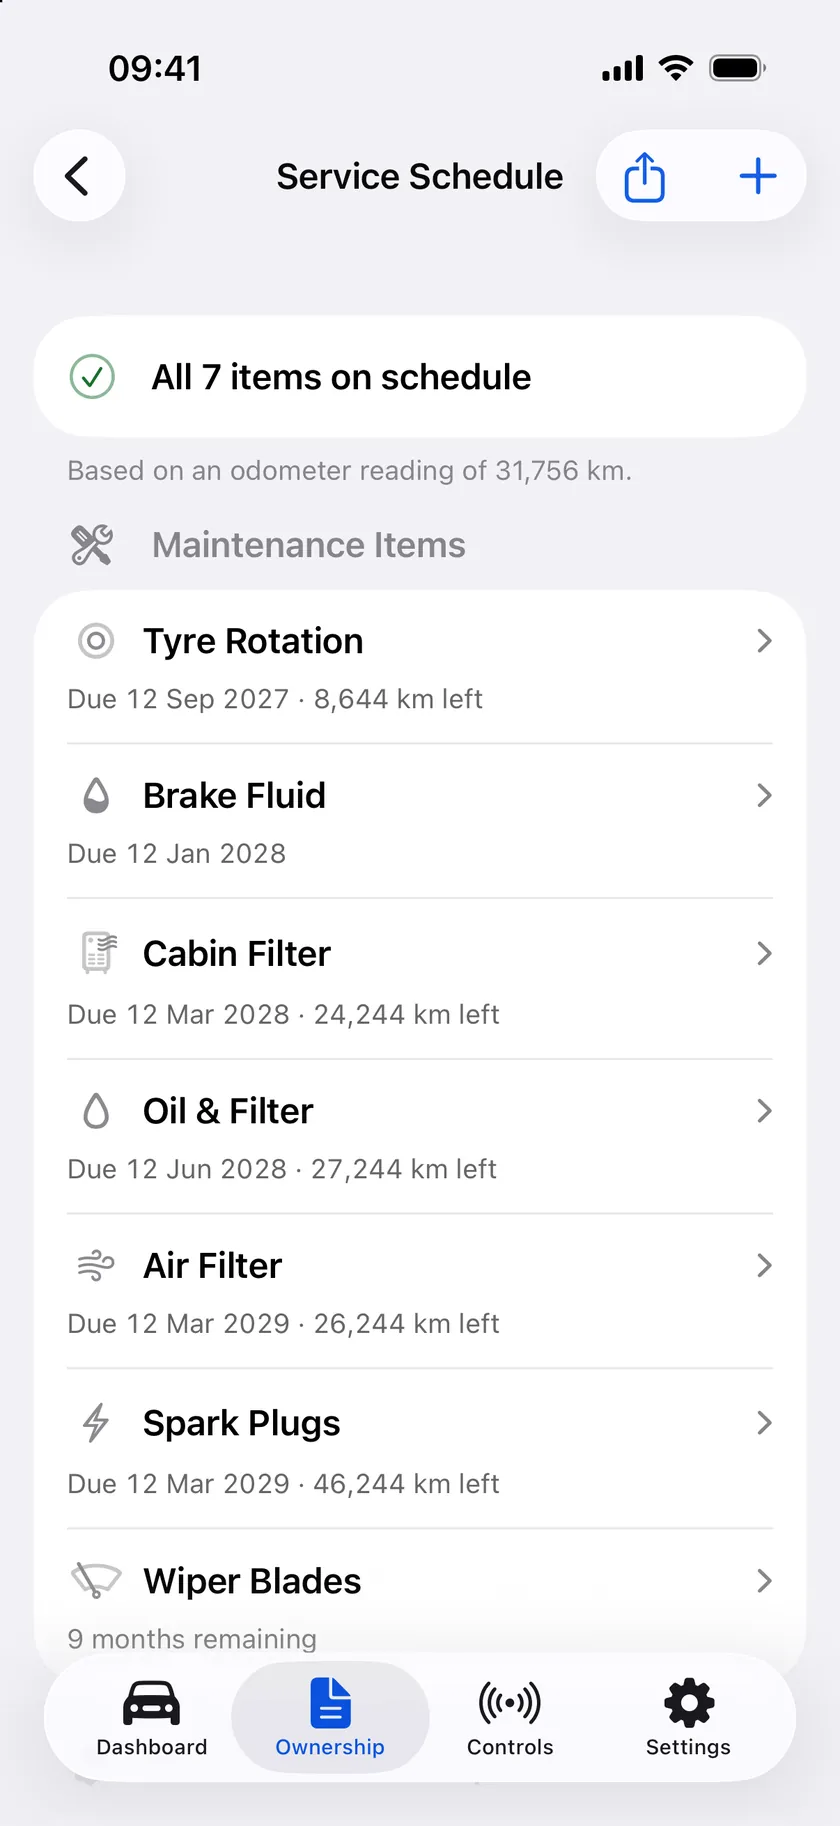 09:41
Service Schedule
All 7 items on schedule
Based on an odometer reading of 31,756 km.
Maintenance Items
Tyre Rotation
Due 12 Sep 2027 · 8,644 km left
Brake Fluid
Due 12 Jan 2028
Cabin Filter
Due 12 Mar 2028 · 24,244 km left
Oil & Filter
Due 12 Jun 2028 · 27,244 km left
Air Filter
Due 12 Mar 2029 · 26,244 km left
Spark Plugs
Due 12 Mar 2029 · 46,244 km left
Wiper Blades
9 months remaining
Dashboard
Ownership
Controls
Settings